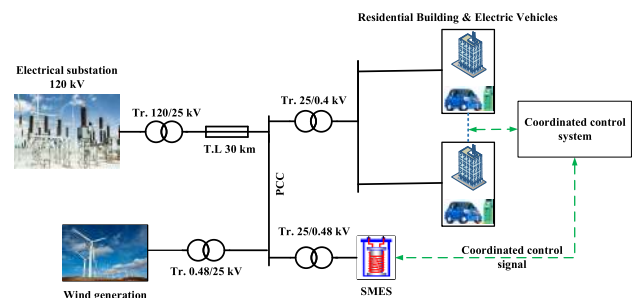 Residential Building & Electric Vehicles
Electrical substation
120 kV
Tr. 120/25 kV
T.L 30 km
Tr. 25/0.4 kV
Coordinated control
system
PCC
Tr. 25/0.48 kV
Tr. 0.48/25 kV
Coordinated control
signal
SMES
Wind generation